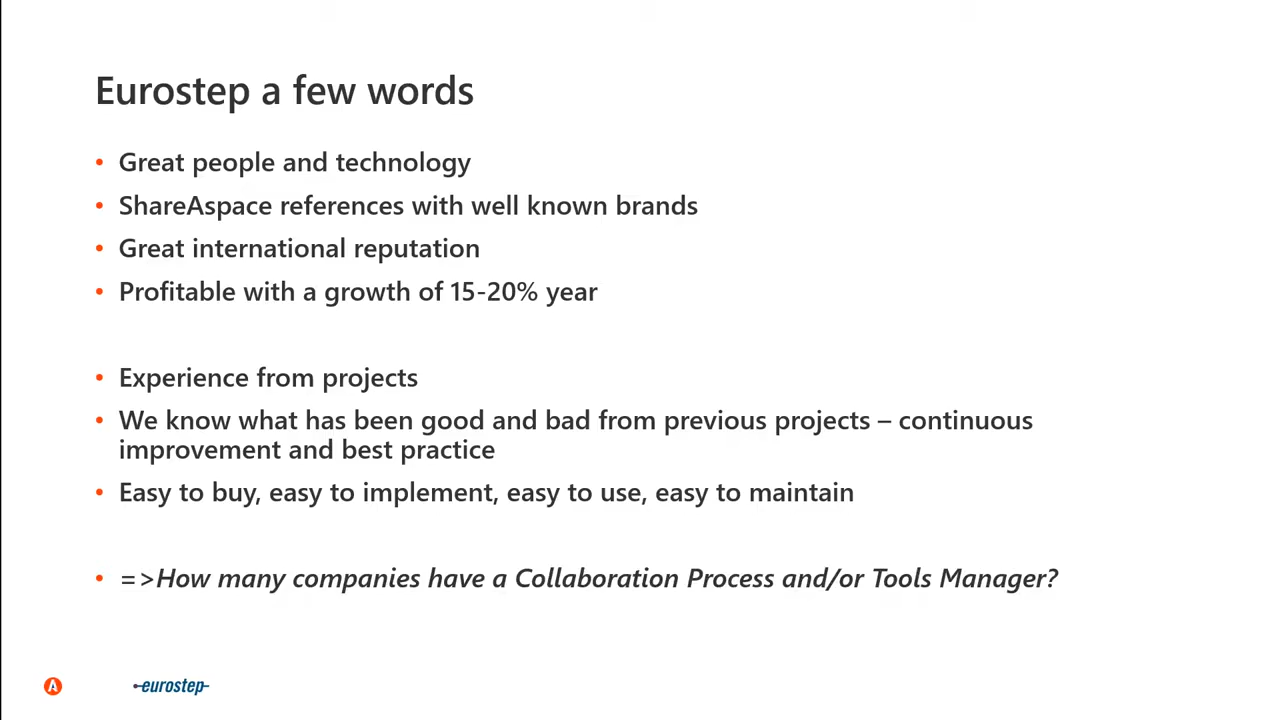 Eurostep a few words
• Great people and technology
• ShareAspace references with well known brands
• Great international reputation
• Profitable with a growth of 15-20% year
• Experience from projects
• We know what has been good and bad from previous projects – continuous
improvement and best practice
• Easy to buy, easy to implement, easy to use, easy to maintain
• =>How many companies have a Collaboration Process and/or Tools Manager?
A
eurostep